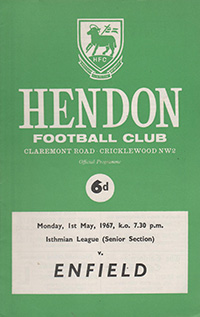 HFC
HENDON
FOOTBALL CLUB
CLAREMONT ROAD · CRICKLEWOOD NW2
Official Programme
6d
Monday, 1st May, 1967, k.o. 7.30 p.m.
Isthmian League (Senior Section)
v.
ENFIELD